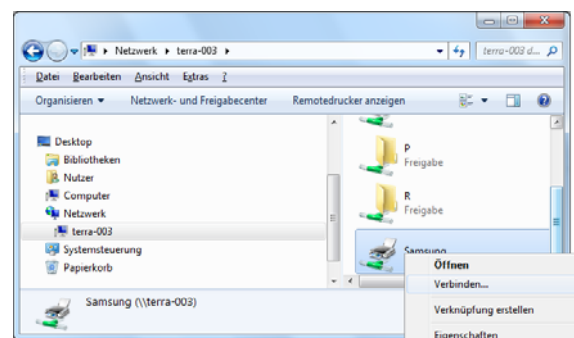 Netzwerk ▸ terra-003 ▸
terra-003 d...
Datei Bearbeiten Ansicht Extras ?
Organisieren Netzwerk- und Freigabecenter Remotedrucker anzeigen
Desktop
Bibliotheken
Nutzer
Computer
Netzwerk
terra-003
Systemsteuerung
Papierkorb
P
Freigabe
R
Freigabe
Samsung
Öffnen
Verbinden...
Verknüpfung erstellen
Eigenschaften
Samsung (\\terra-003)